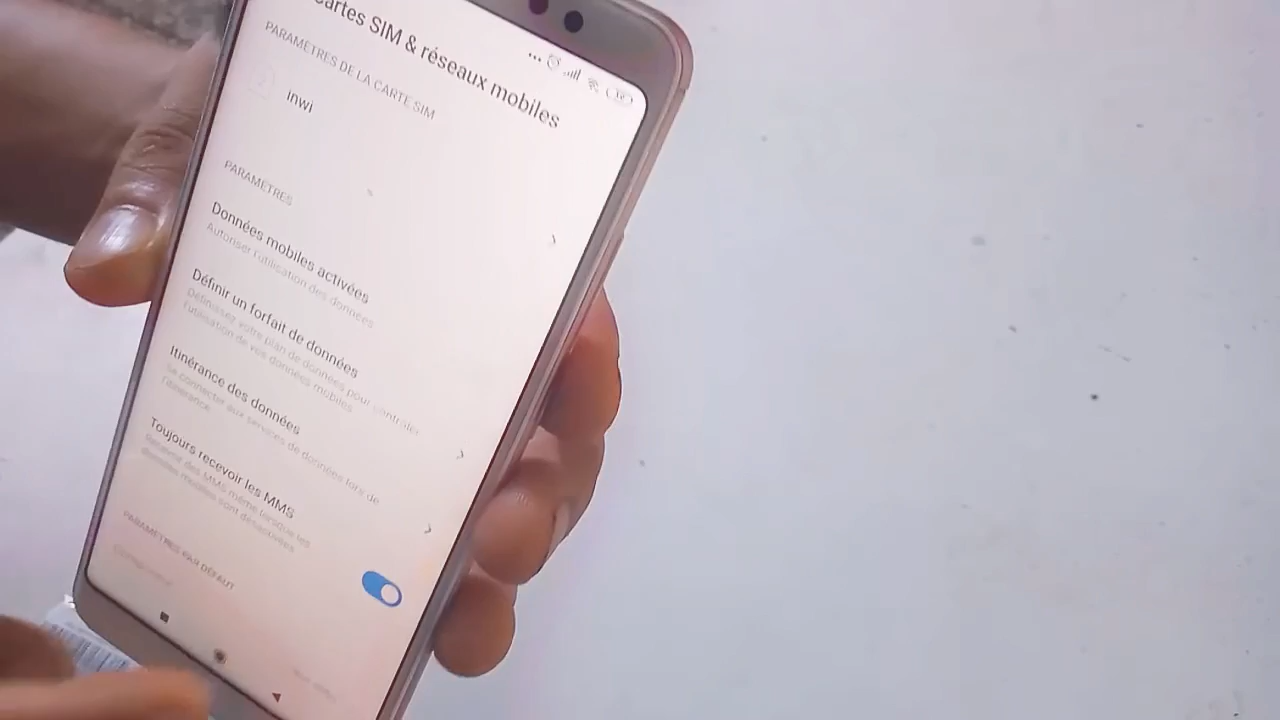 Cartes SIM & réseaux mobiles
PARAMÈTRES DE LA CARTE SIM
inwi
PARAMÈTRES
Données mobiles activées
Autoriser l'utilisation des données
Définir un forfait de données
Définissez votre plan de données pour contrôler
l'utilisation de vos données mobiles
Itinérance des données
Se connecter aux services de données lors de
l'itinérance
Toujours recevoir les MMS
Recevoir des MMS même lorsque les
données mobiles sont désactivées
PARAMÈTRES PAR DÉFAUT